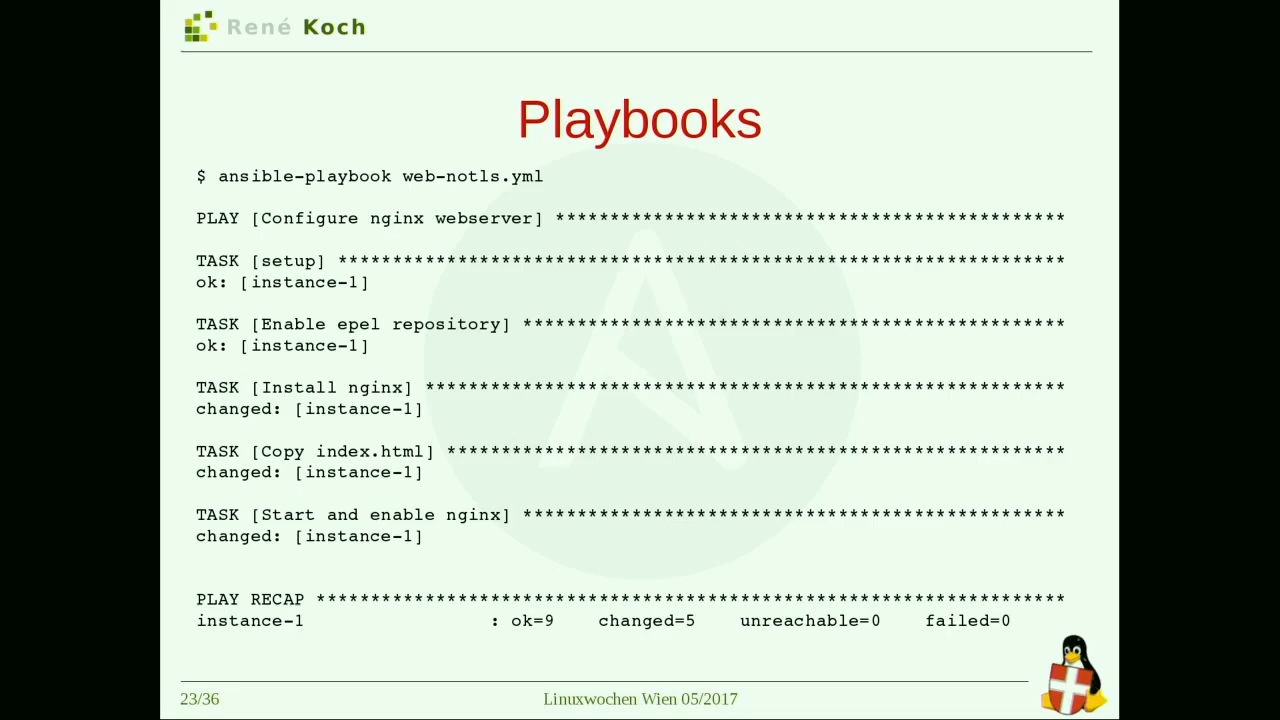 René Koch
Playbooks
$ ansible-playbook web-notls.yml
PLAY [Configure nginx webserver] ***********************************************
TASK [setup] *******************************************************************
ok: [instance-1]
TASK [Enable epel repository] **************************************************
ok: [instance-1]
TASK [Install nginx] ***********************************************************
changed: [instance-1]
TASK [Copy index.html] *********************************************************
changed: [instance-1]
TASK [Start and enable nginx] **************************************************
changed: [instance-1]
PLAY RECAP *********************************************************************
instance-1                 : ok=9    changed=5    unreachable=0    failed=0
23/36
Linuxwochen Wien 05/2017